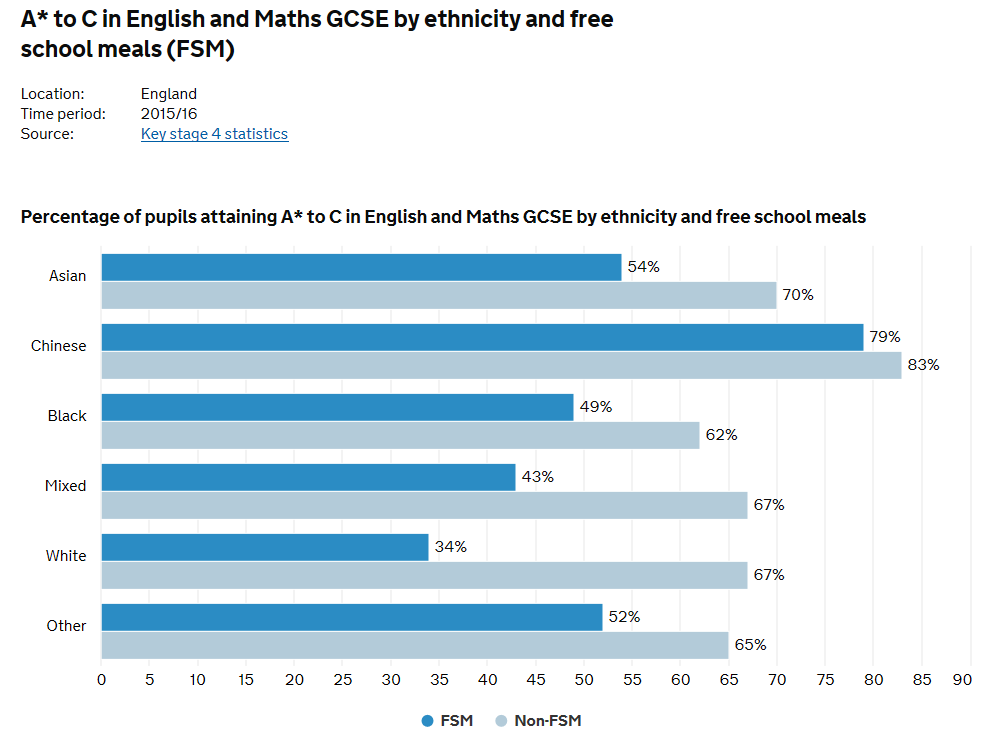 A* to C in English and Maths GCSE by ethnicity and free
school meals (FSM)
Location: England
Time period: 2015/16
Source: Key stage 4 statistics
Percentage of pupils attaining A* to C in English and Maths GCSE by ethnicity and free school meals
Asian 54%
70%
Chinese 79%
83%
Black 49%
62%
Mixed 43%
67%
White 34%
67%
Other 52%
65%
0 5 10 15 20 25 30 35 40 45 50 55 60 65 70 75 80 85 90
FSM Non-FSM